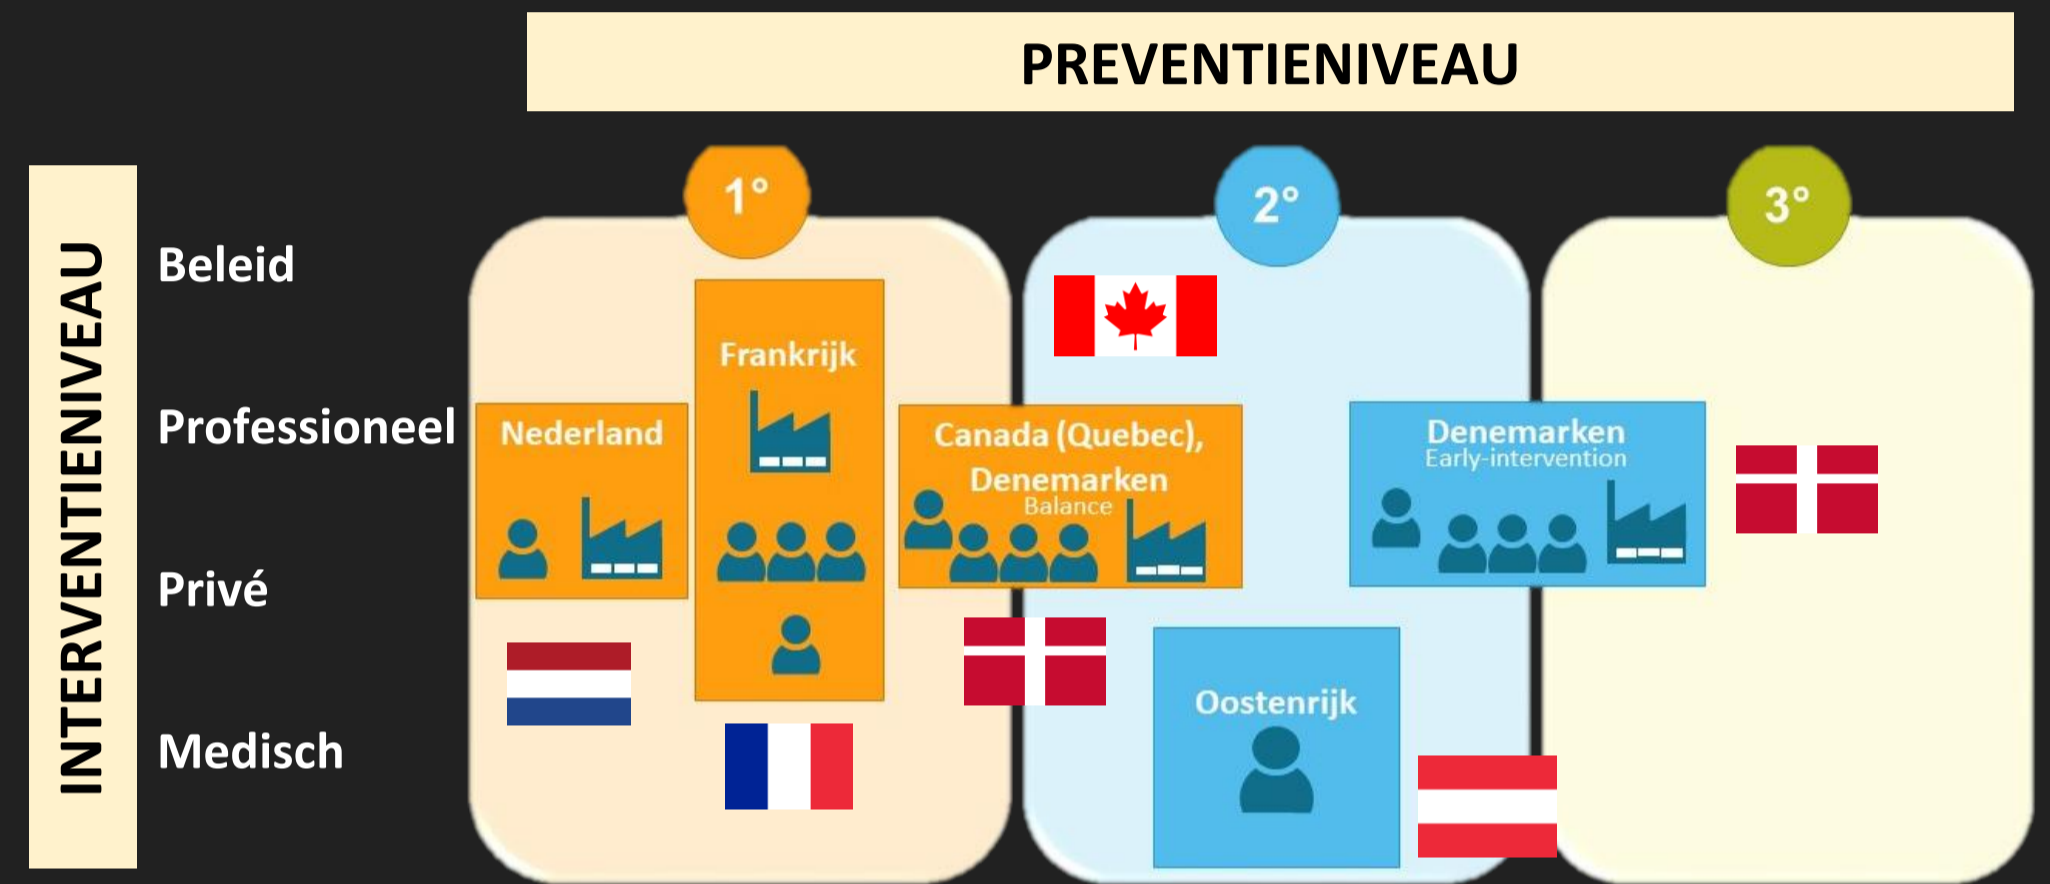 PREVENTIENIVEAU
INTERVENTIENIVEAU
1°
2°
3°
Beleid
Professioneel
Privé
Medisch
Nederland
Frankrijk
Canada (Quebec),
Denemarken
Balance
Denemarken
Early-intervention
Oostenrijk